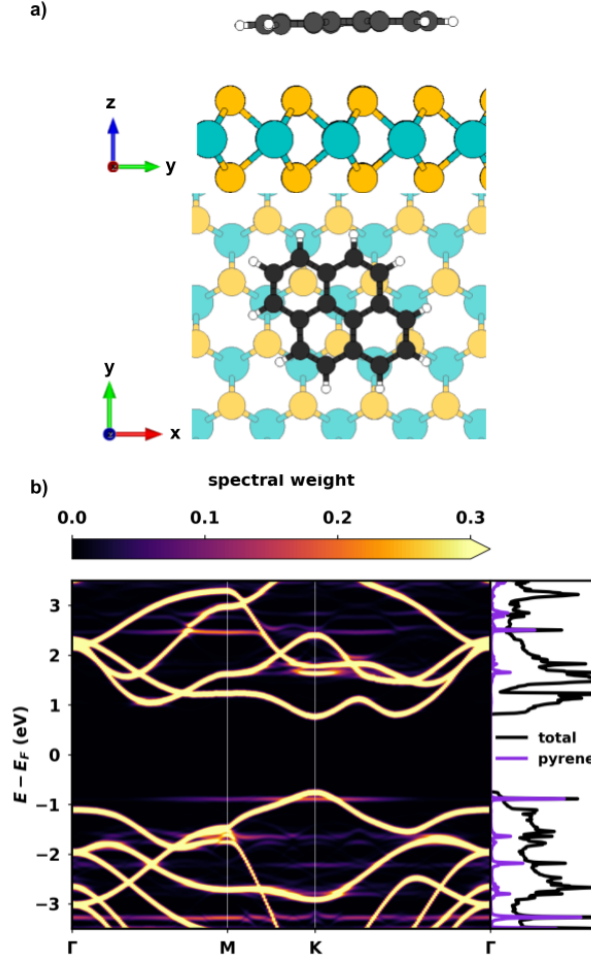 a)
z
y
y
x
b)
spectral weight
0.0 0.1 0.2 0.3
3
2
1
0
−1
−2
−3
E − E_F (eV)
total
pyrene
Γ M K Γ